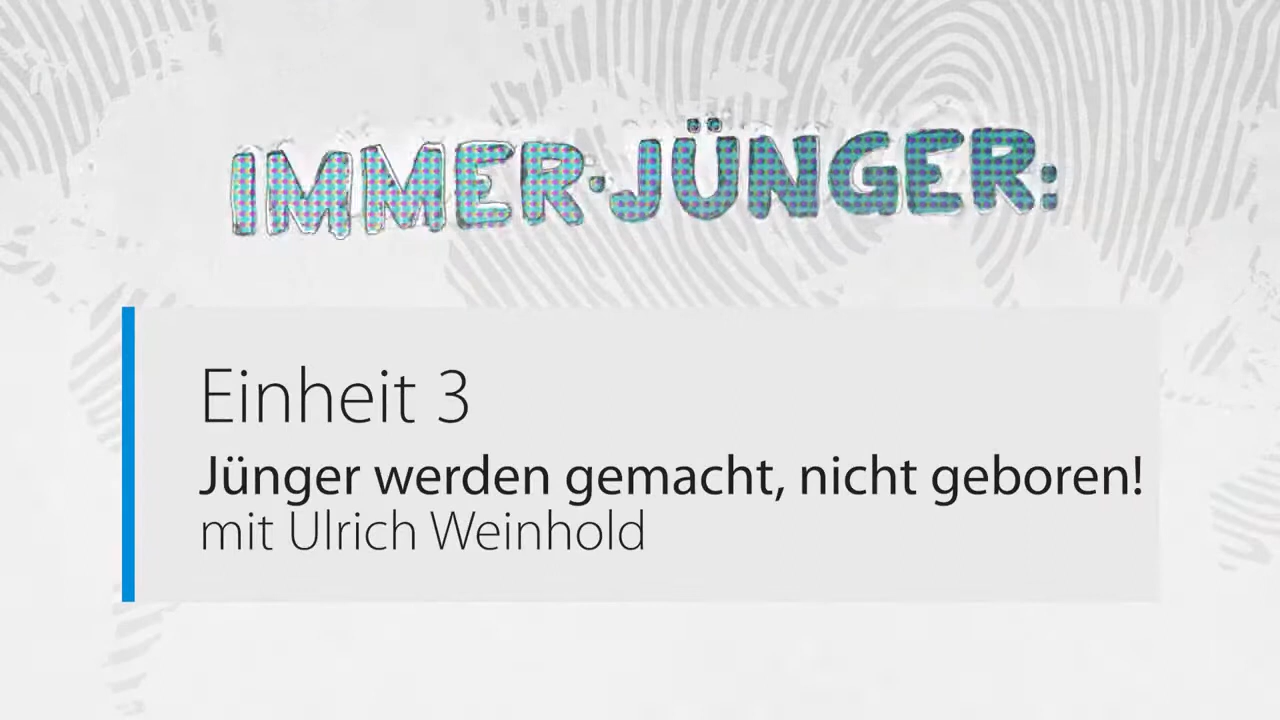 IMMER·JÜNGER:
Einheit 3
Jünger werden gemacht, nicht geboren!
mit Ulrich Weinhold